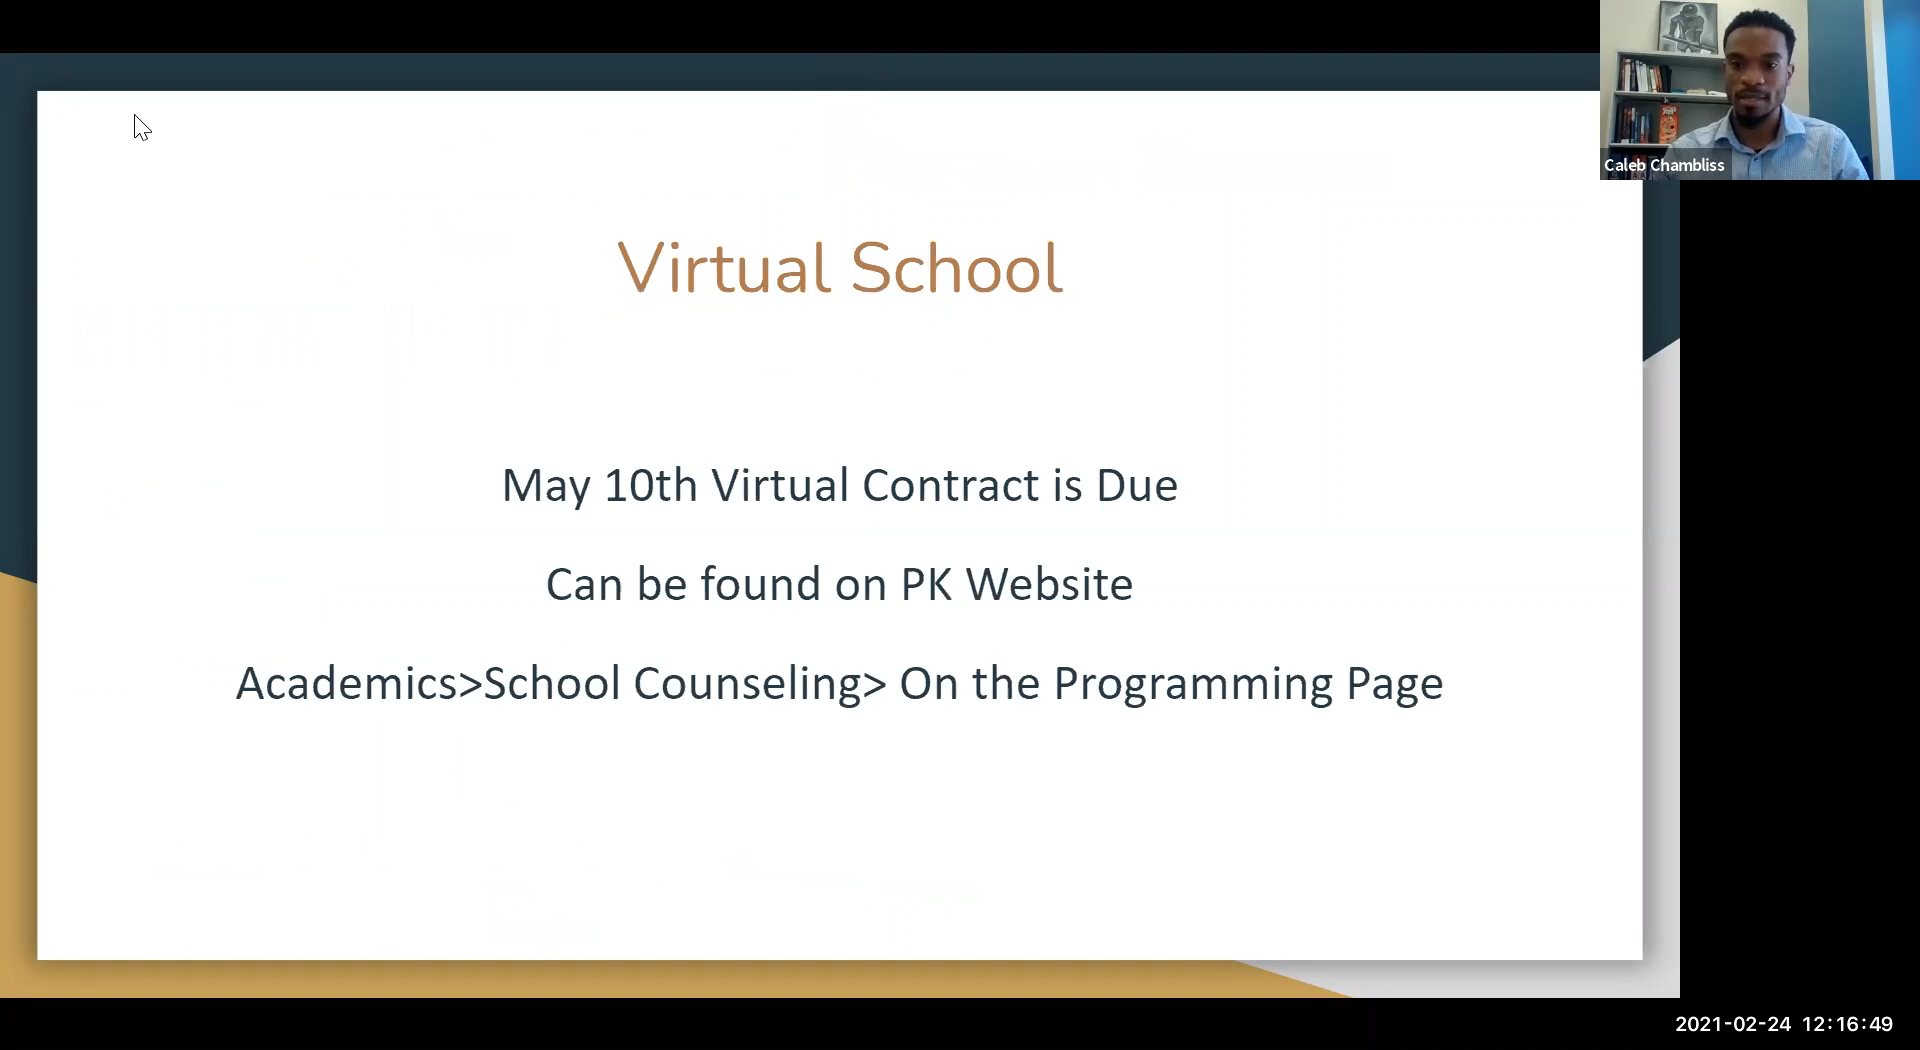 Caleb Chambliss
Virtual School
May 10th Virtual Contract is Due
Can be found on PK Website
Academics>School Counseling> On the Programming Page
2021-02-24 12:16:49